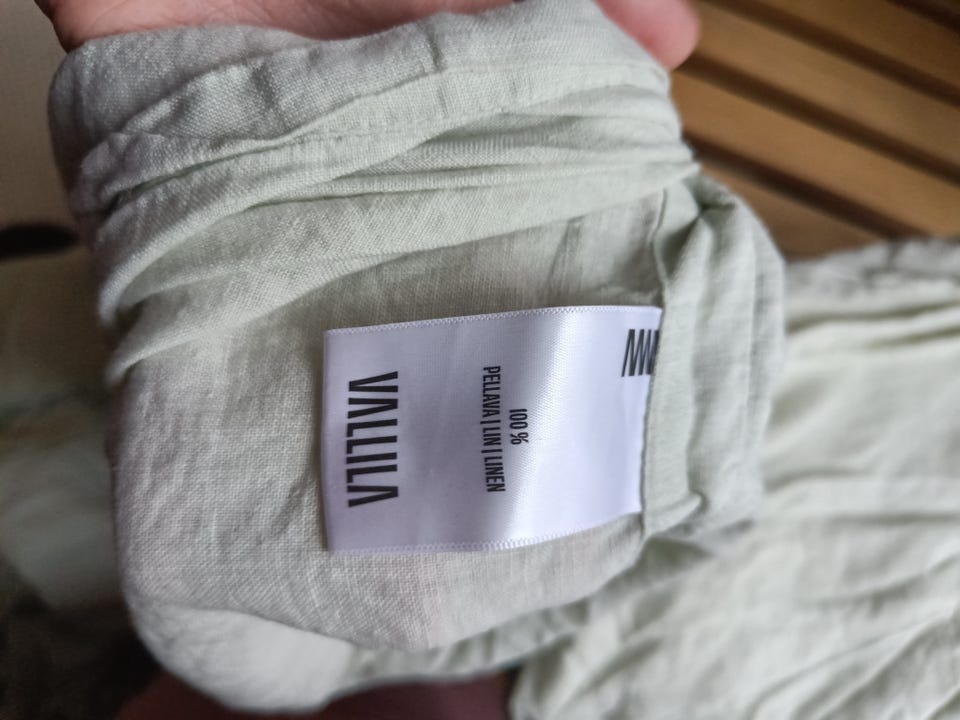 100 %
PELLAVA | LIN | LINEN
VALLILA